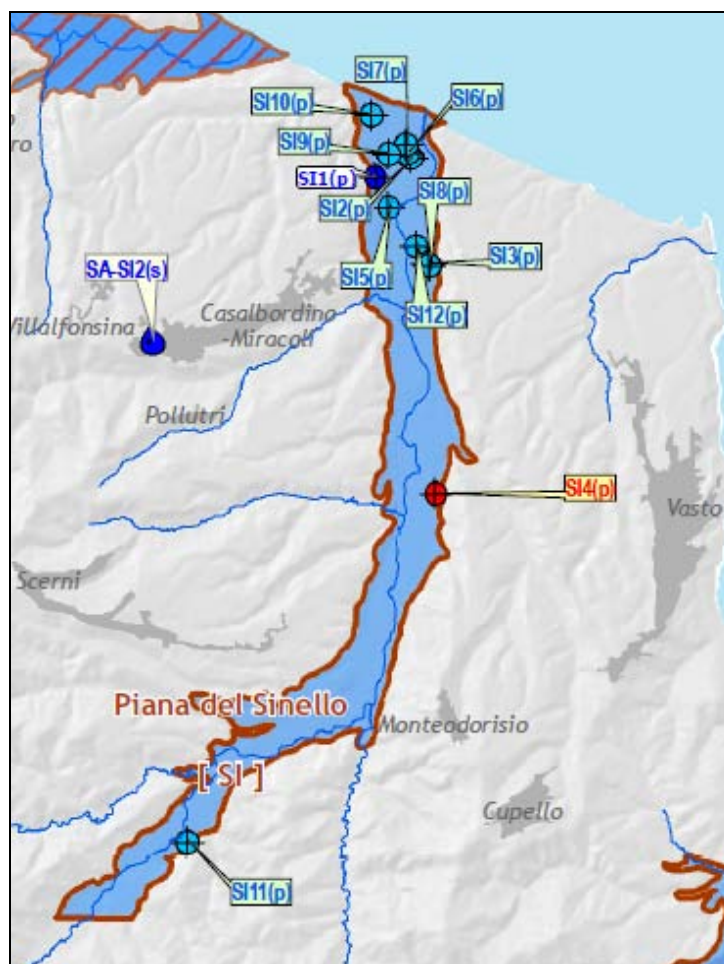 SI7(p)
SI10(p)
SI6(p)
ro
SI9(p)
SI1(p)
SI8(p)
SI2(p)
SA-SI2(s)
SI3(p)
SI5(p)
SI12(p)
Villalfonsina
Casalbordino
-Miracoli
Pollutri
SI4(p)
Vasto
Scerni
Piana del Sinello
Monteodorisio
[ SI ]
Cupello
SI11(p)